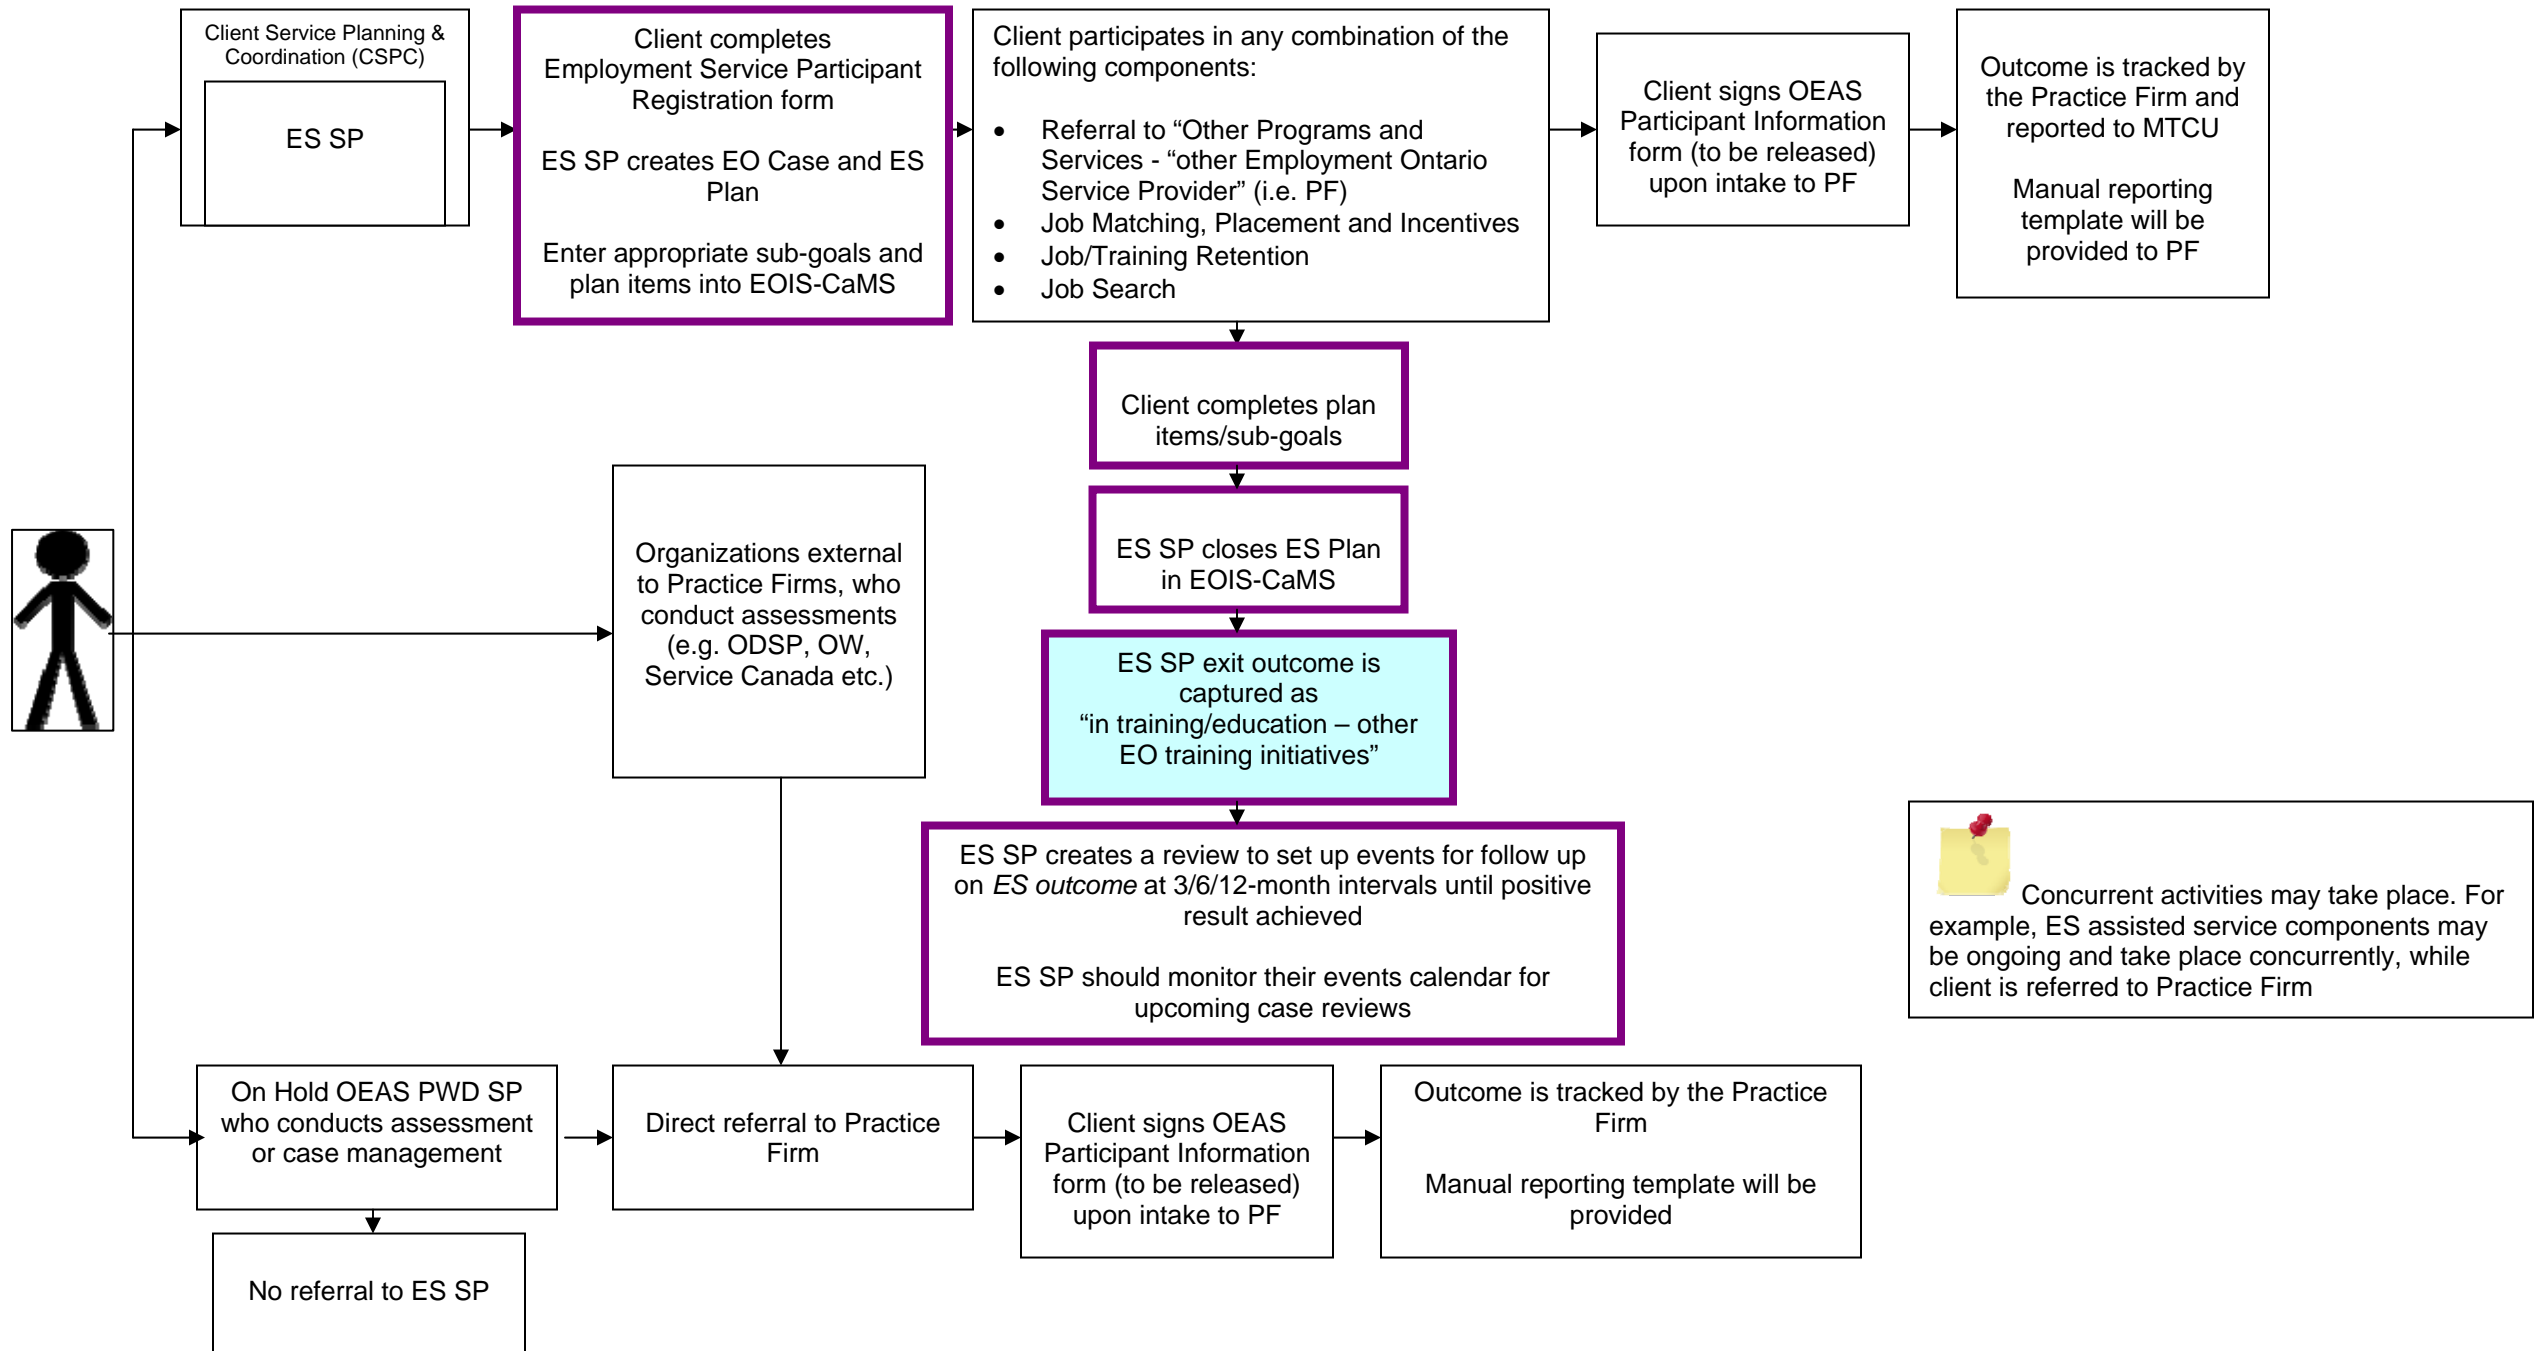 Client Service Planning &
Coordination (CSPC)
ES SP
Client completes
Employment Service Participant
Registration form
ES SP creates EO Case and ES
Plan
Enter appropriate sub-goals and
plan items into EOIS-CaMS
Client participates in any combination of the
following components:
• Referral to “Other Programs and
Services - “other Employment Ontario
Service Provider” (i.e. PF)
• Job Matching, Placement and Incentives
• Job/Training Retention
• Job Search
Client signs OEAS
Participant Information
form (to be released)
upon intake to PF
Outcome is tracked by
the Practice Firm and
reported to MTCU
Manual reporting
template will be
provided to PF
Client completes plan
items/sub-goals
ES SP closes ES Plan
in EOIS-CaMS
ES SP exit outcome is
captured as
“in training/education – other
EO training initiatives”
ES SP creates a review to set up events for follow up
on ES outcome at 3/6/12-month intervals until positive
result achieved
ES SP should monitor their events calendar for
upcoming case reviews
Organizations external
to Practice Firms, who
conduct assessments
(e.g. ODSP, OW,
Service Canada etc.)
Concurrent activities may take place. For
example, ES assisted service components may
be ongoing and take place concurrently, while
client is referred to Practice Firm
On Hold OEAS PWD SP
who conducts assessment
or case management
Direct referral to Practice
Firm
Client signs OEAS
Participant Information
form (to be released)
upon intake to PF
Outcome is tracked by the Practice
Firm
Manual reporting template will be
provided
No referral to ES SP